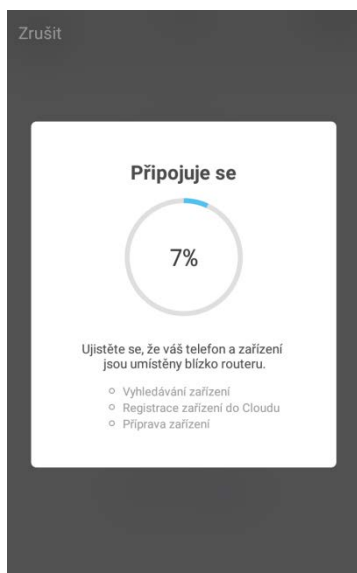 Zrušit
Připojuje se
7%
Ujistěte se, že váš telefon a zařízení
jsou umístěny blízko routeru.
Vyhledávání zařízení
Registrace zařízení do Cloudu
Příprava zařízení